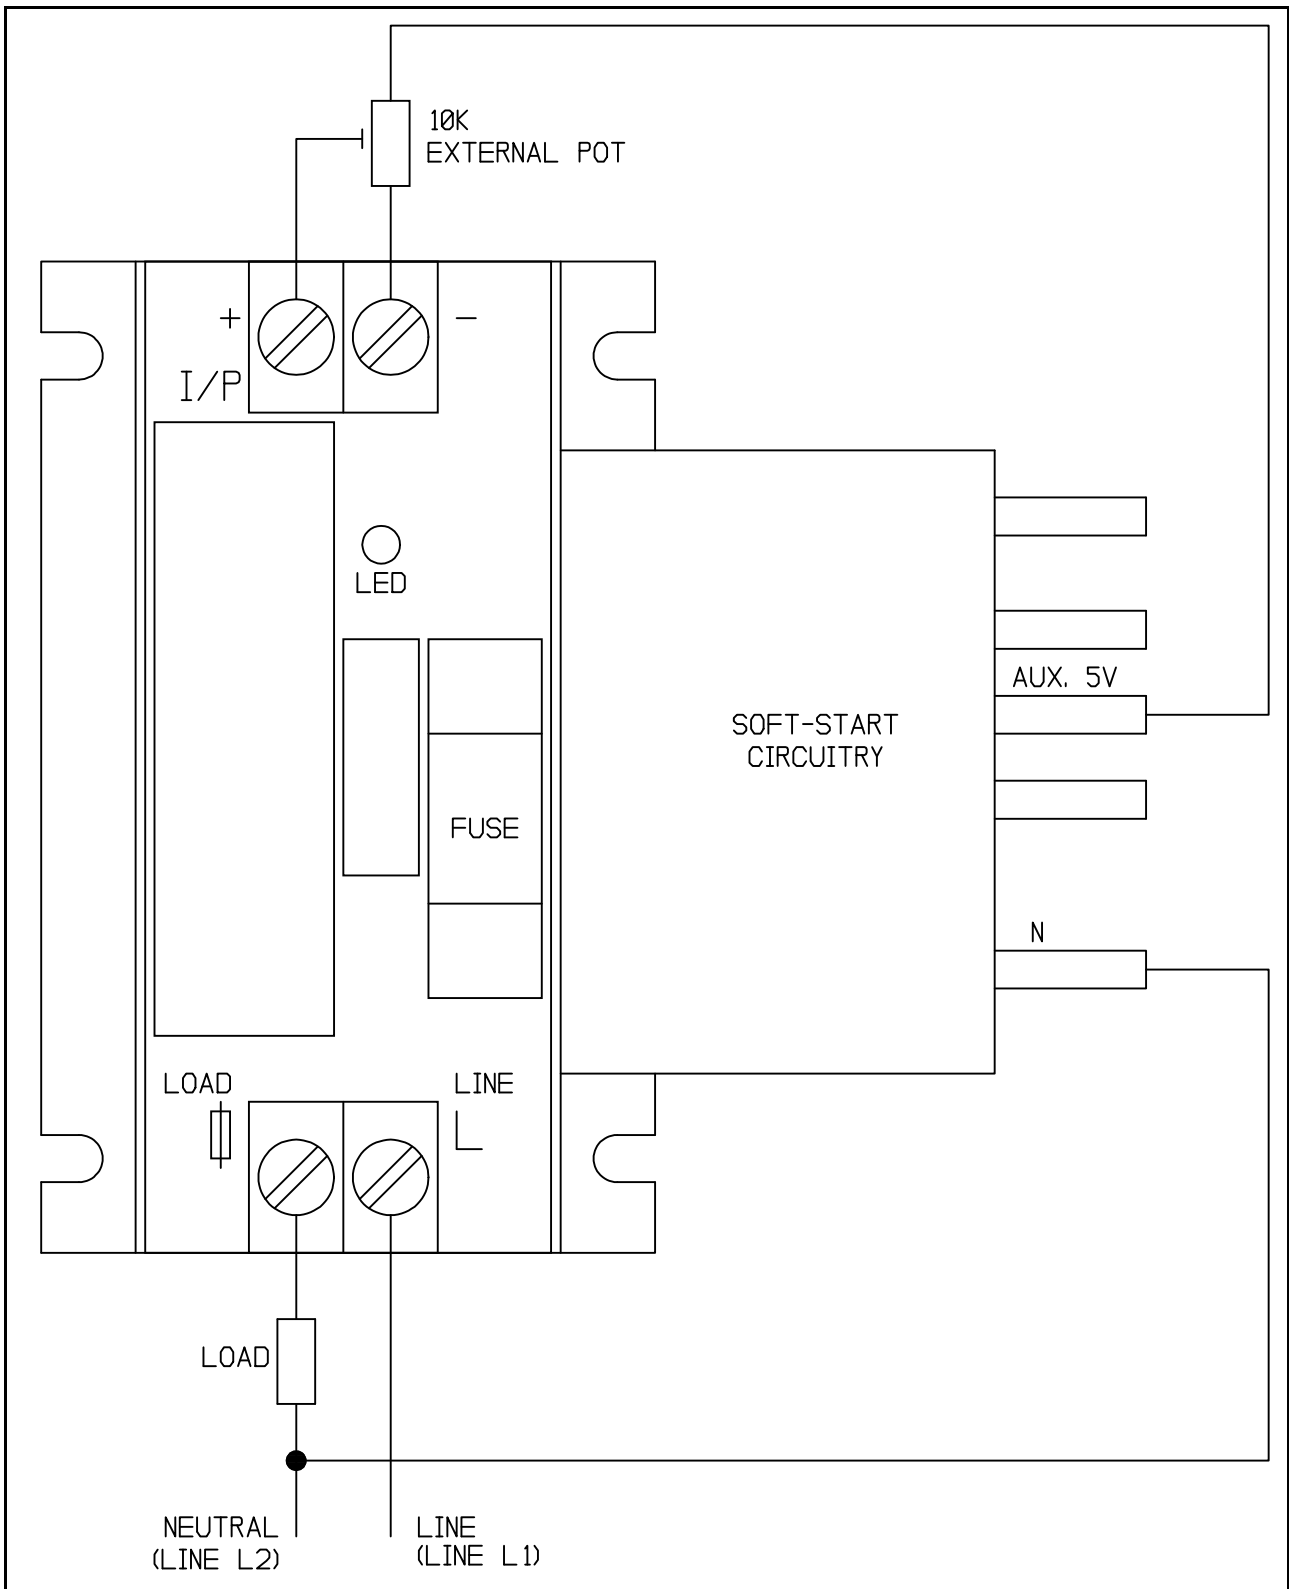 10K
EXTERNAL POT
+ -
I/P
LED
AUX. 5V
SOFT-START
CIRCUITRY
FUSE
N
LOAD LINE
L
LOAD
NEUTRAL
(LINE L2)
LINE
(LINE L1)